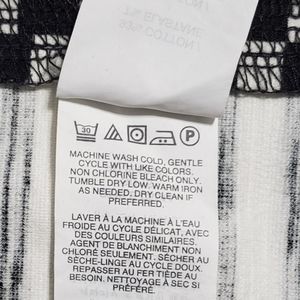 30
P
MACHINE WASH COLD, GENTLE
CYCLE WITH LIKE COLORS.
NON CHLORINE BLEACH ONLY.
TUMBLE DRY LOW. WARM IRON
AS NEEDED. DRY CLEAN IF
PREFERRED.
LAVER À LA MACHINE À L'EAU
FROIDE AU CYCLE DÉLICAT, AVEC
DES COULEURS SIMILAIRES.
AGENT DE BLANCHIMENT NON
CHLORÉ SEULEMENT. SÉCHER AU
SÈCHE-LINGE AU CYCLE DOUX.
REPASSER AU FER TIÈDE AU
BESOIN. NETTOYAGE À SEC SI
PRÉFÉRÉ.